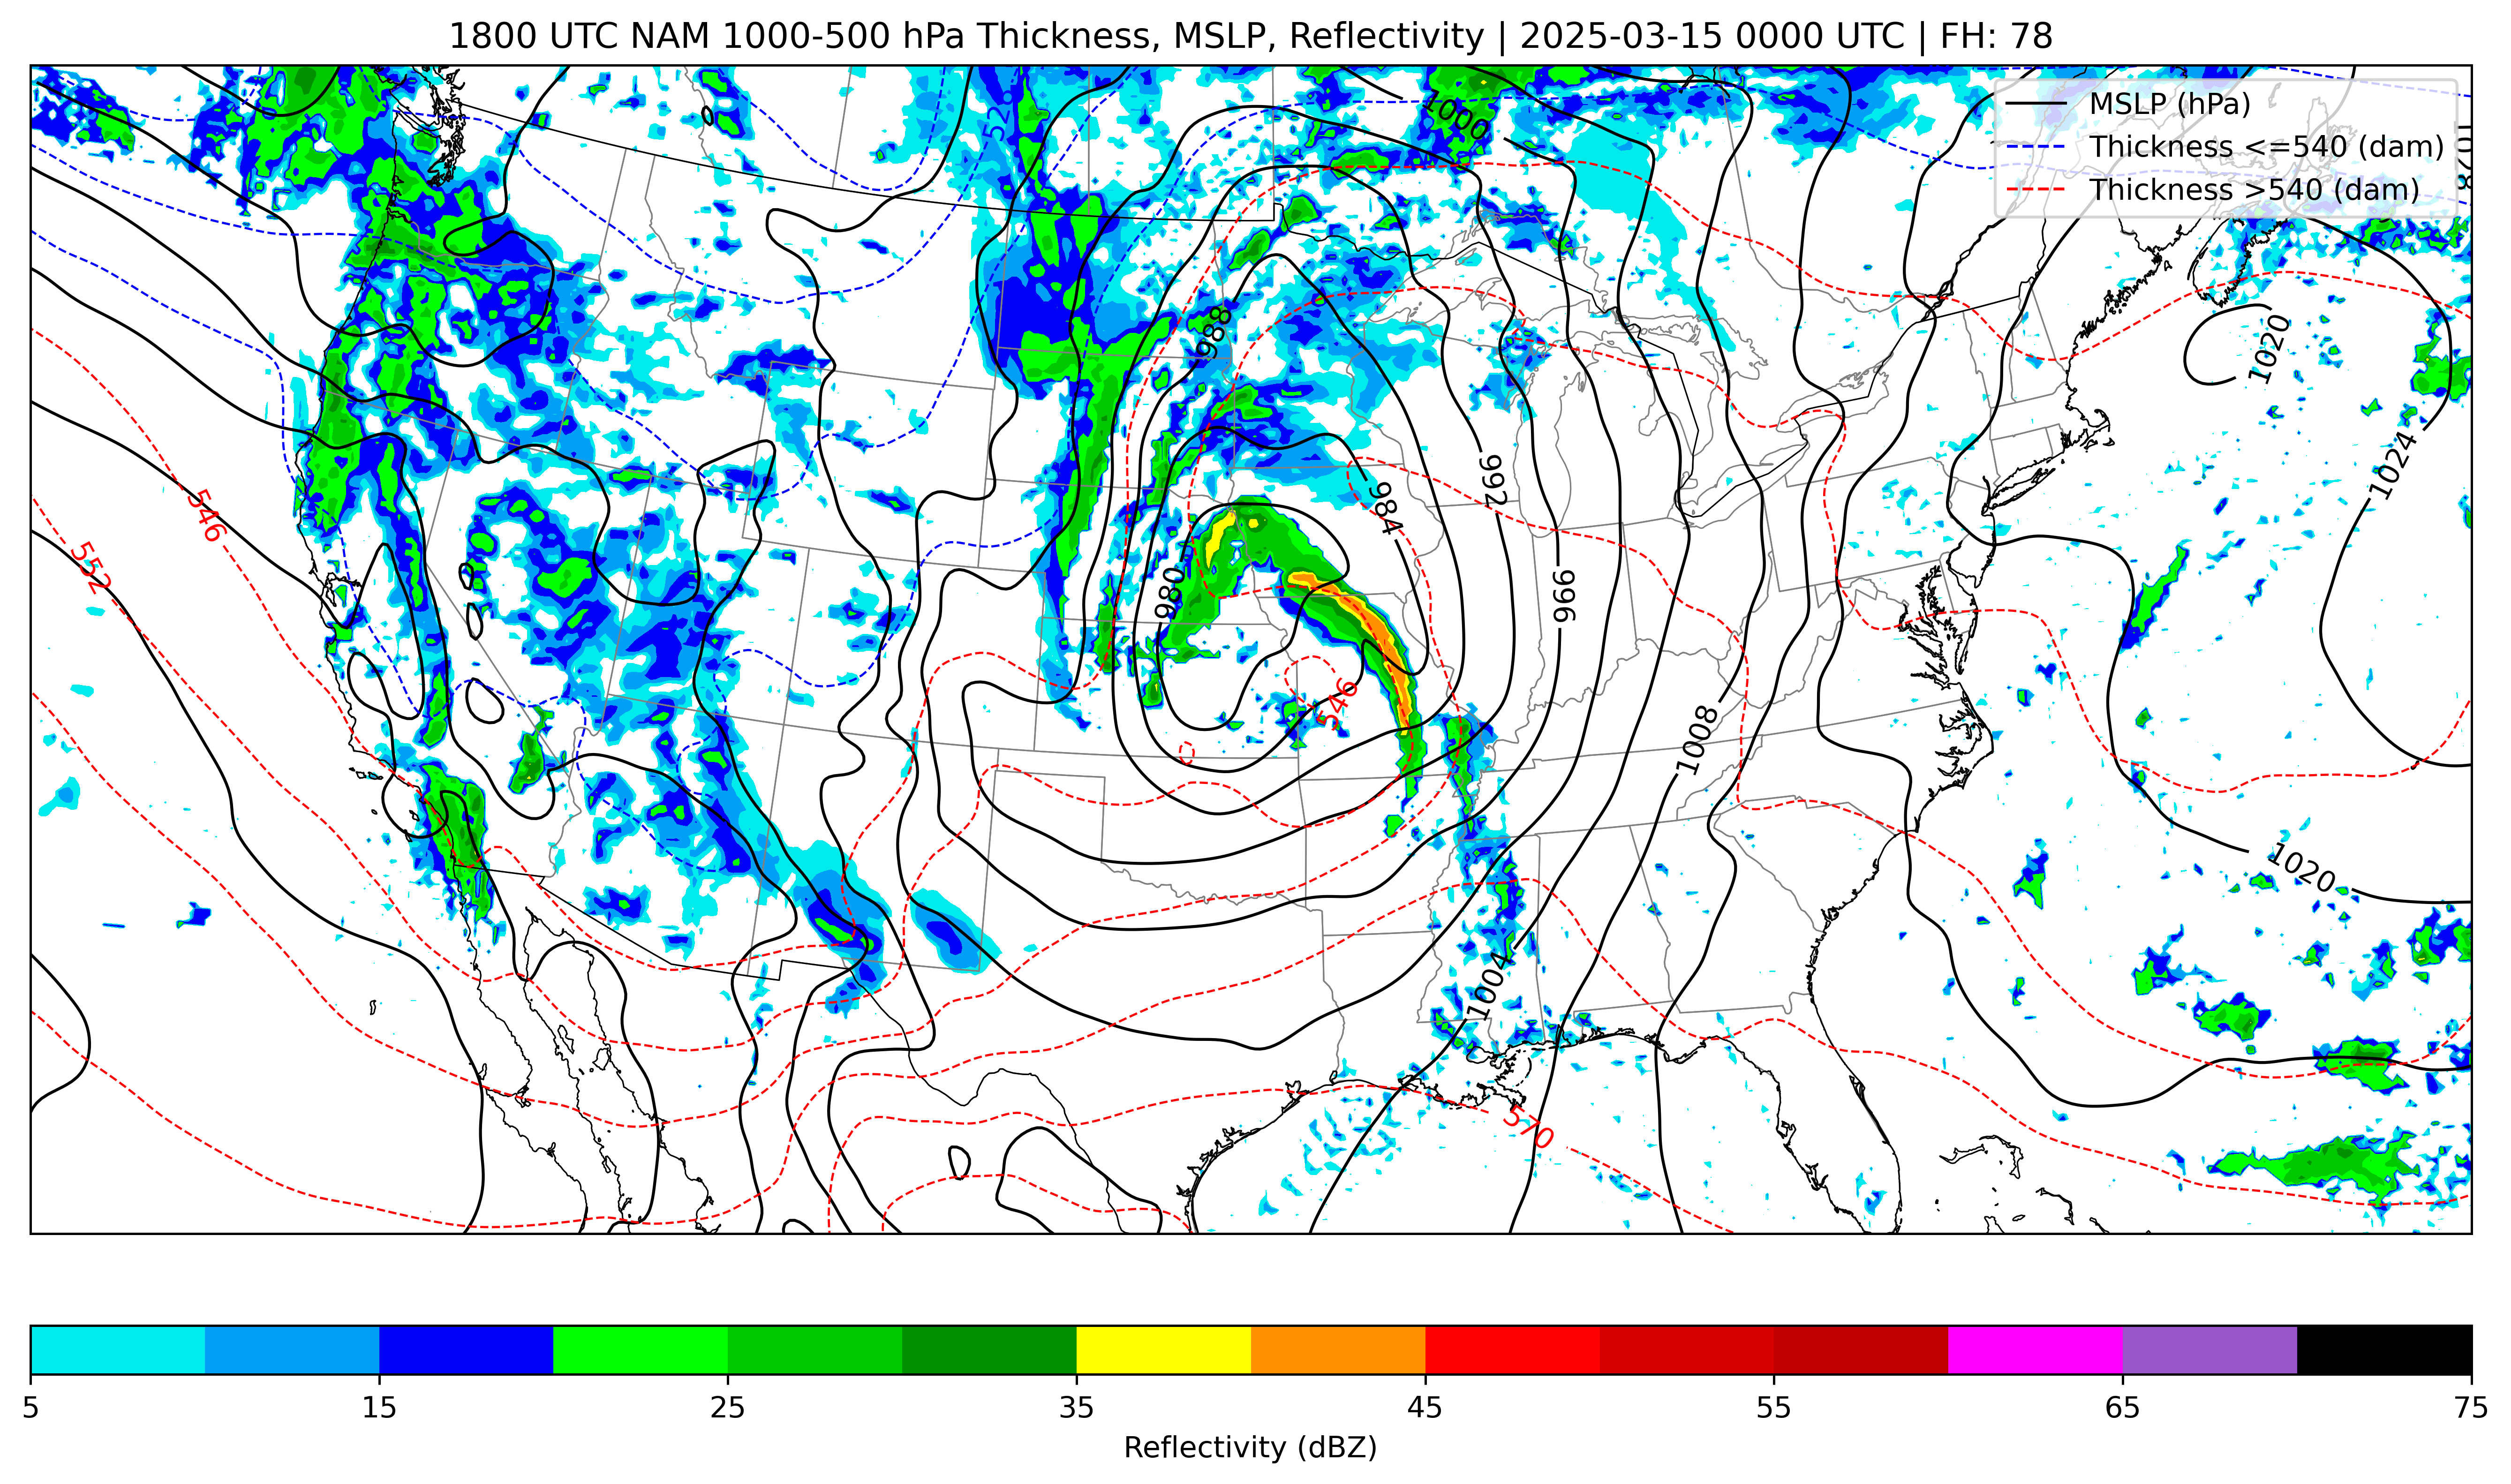 1800 UTC NAM 1000-500 hPa Thickness, MSLP, Reflectivity | 2025-03-15 0000 UTC | FH: 78
MSLP (hPa)
Thickness <=540 (dam)
Thickness >540 (dam)
1000
1028
988
1020
1024
992
984
546
552
980
996
546
1008
1020
1004
570
5 15 25 35 45 55 65 75
Reflectivity (dBZ)